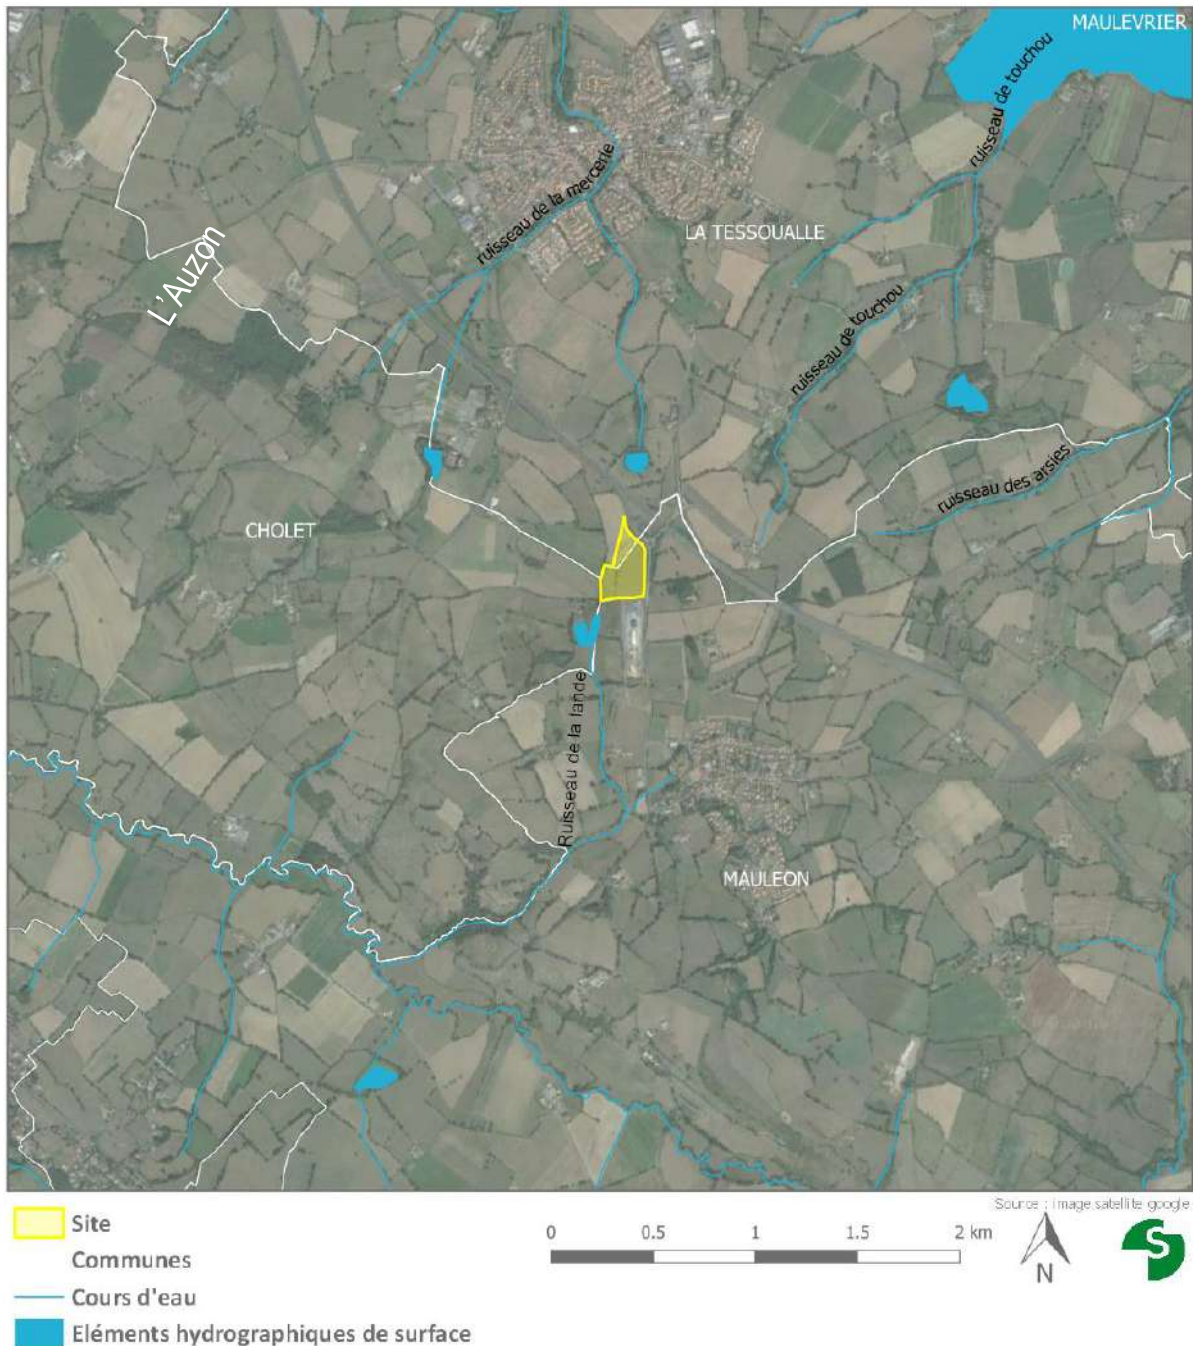 MAULEVRIER
ruisseau de touchou
ruisseau de la mercerie
LA TESSOUALLE
L'Auzon
ruisseau de touchou
ruisseau des arsies
CHOLET
Ruisseau de la lande
MAULEON
Source : image satellite google
Site
Communes
Cours d'eau
Eléments hydrographiques de surface
0 0.5 1 1.5 2 km
N
S